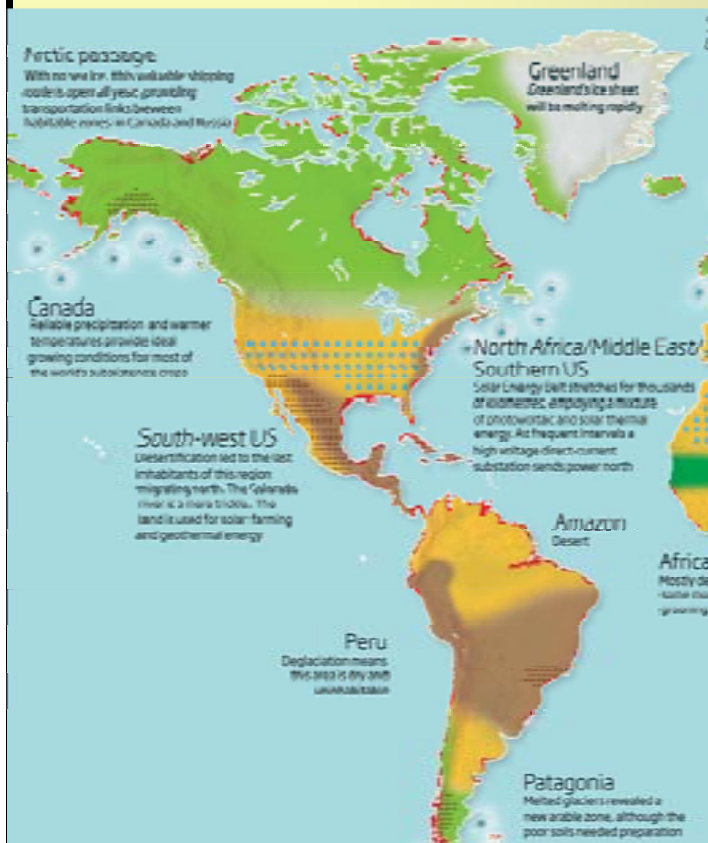 Arctic passage
With no sea ice, this valuable shipping
route is open all year, providing
transportation links between
habitable zones in Canada and Russia
Greenland
Greenland's ice sheet
will be melting rapidly
Canada
Reliable precipitation and warmer
temperatures provide ideal
growing conditions for most of
the world's subsistence crops
North Africa/Middle East/
Southern US
Solar Energy Belt stretches for thousands
of kilometres, employing a mixture
of photovoltaic and solar thermal
energy. At frequent intervals a
high voltage direct-current
substation sends power north
South-west US
Desertification led to the last
inhabitants of this region
migrating north. The Colorado
river is a mere trickle. The
land is used for solar farming
and geothermal energy
Amazon
Desert
Africa
Mostly de
Peru
Deglaciation means
this area is dry and
Patagonia
Melted glaciers revealed a
new arable zone, although the
poor soils needed preparation